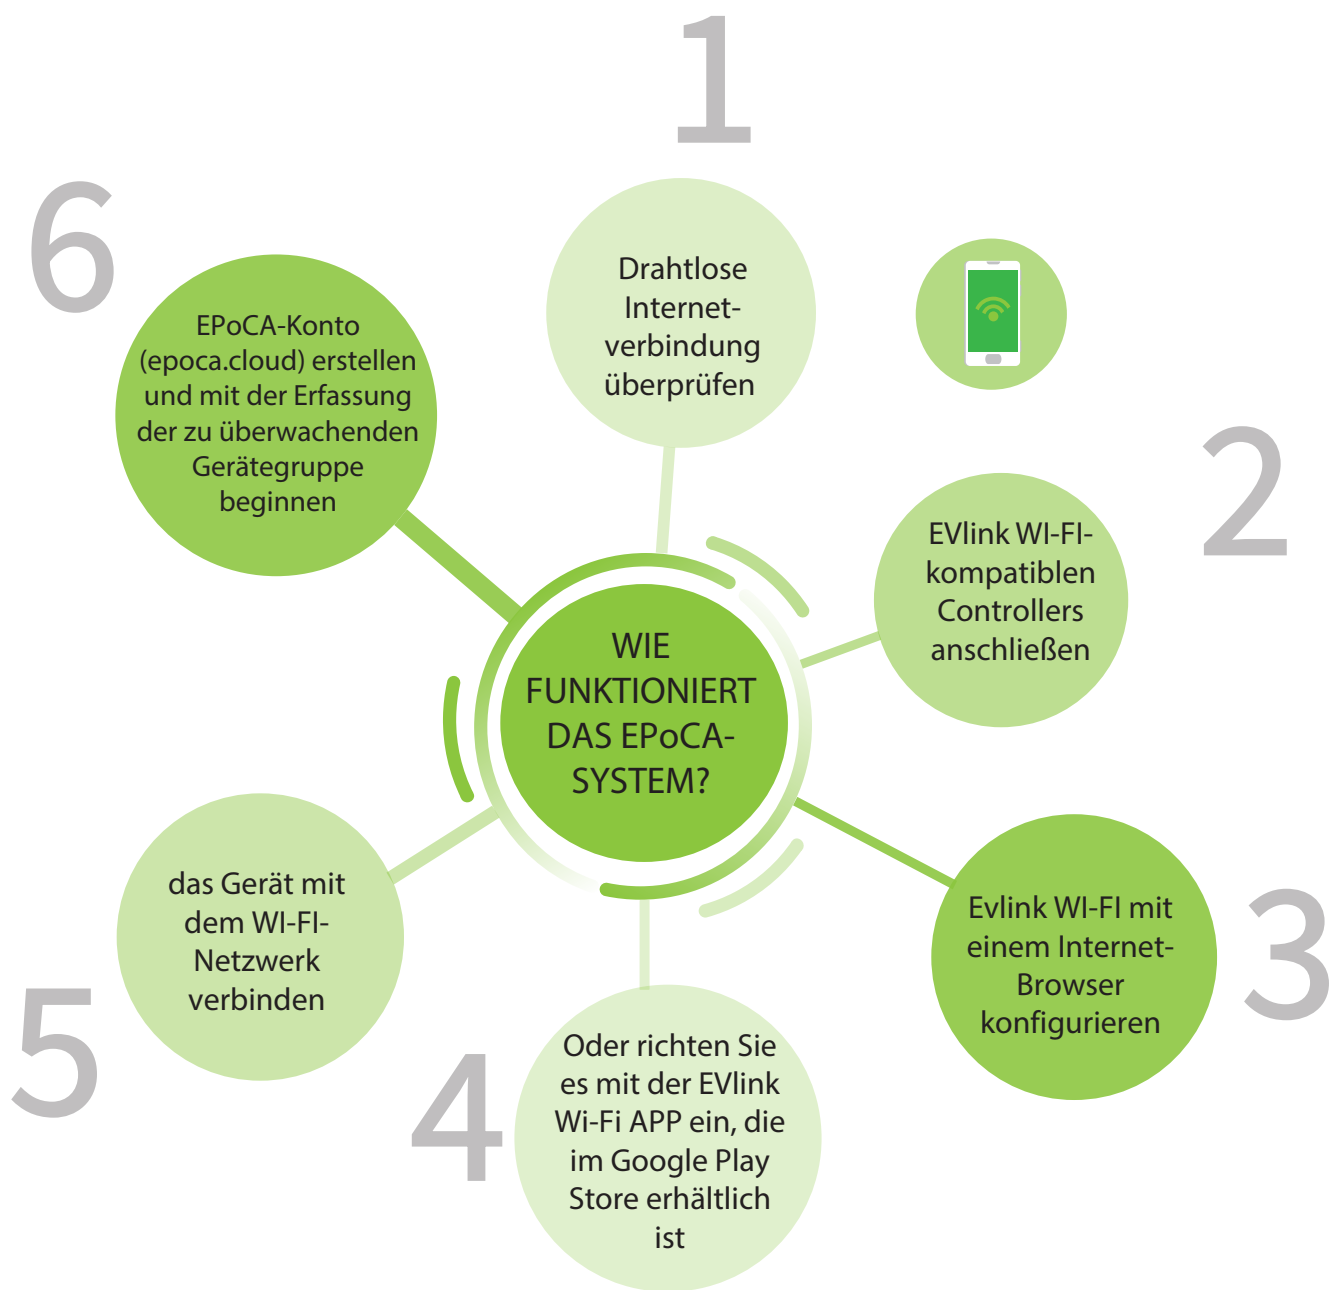 WIE
FUNKTIONIERT
DAS EPoCA-
SYSTEM?
1
Drahtlose
Internet-
verbindung
überprüfen
2
EVlink WI-FI-
kompatiblen
Controllers
anschließen
3
Evlink WI-FI mit
einem Internet-
Browser
konfigurieren
4
Oder richten Sie
es mit der EVlink
Wi-Fi APP ein, die
im Google Play
Store erhältlich
ist
5
das Gerät mit
dem WI-FI-
Netzwerk
verbinden
6
EPoCA-Konto
(epoca.cloud) erstellen
und mit der Erfassung
der zu überwachenden
Gerätegruppe
beginnen